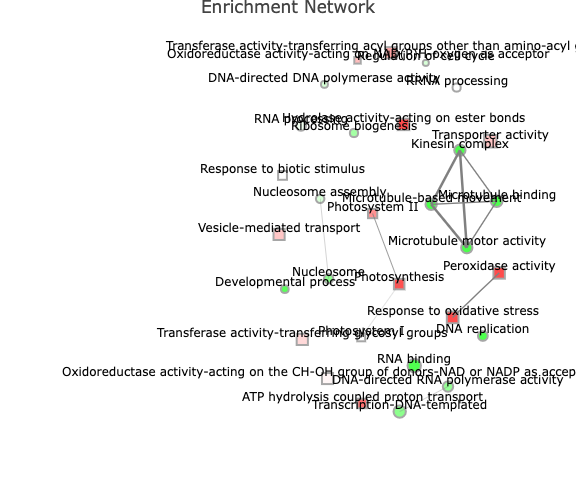 Enrichment Network
Transferase activity-transferring acyl groups other than amino-acyl g
Oxidoreductase activity-acting on NAD(P)H-oxygen as acceptor
Regulation of cell cycle
DNA-directed DNA polymerase activity
RRNA processing
Hydrolase activity-acting on ester bonds
RNA processing
Ribosome biogenesis
Transporter activity
Kinesin complex
Response to biotic stimulus
Nucleosome assembly
Microtubule binding
Microtubule-based movement
Photosystem II
Vesicle-mediated transport
Microtubule motor activity
Peroxidase activity
Nucleosome
Photosynthesis
Developmental process
Response to oxidative stress
DNA replication
Photosystem I
Transferase activity-transferring glycosyl groups
RNA binding
Oxidoreductase activity-acting on the CH-OH group of donors-NAD or NADP as accep
DNA-directed RNA polymerase activity
ATP hydrolysis coupled proton transport
Transcription-DNA-templated